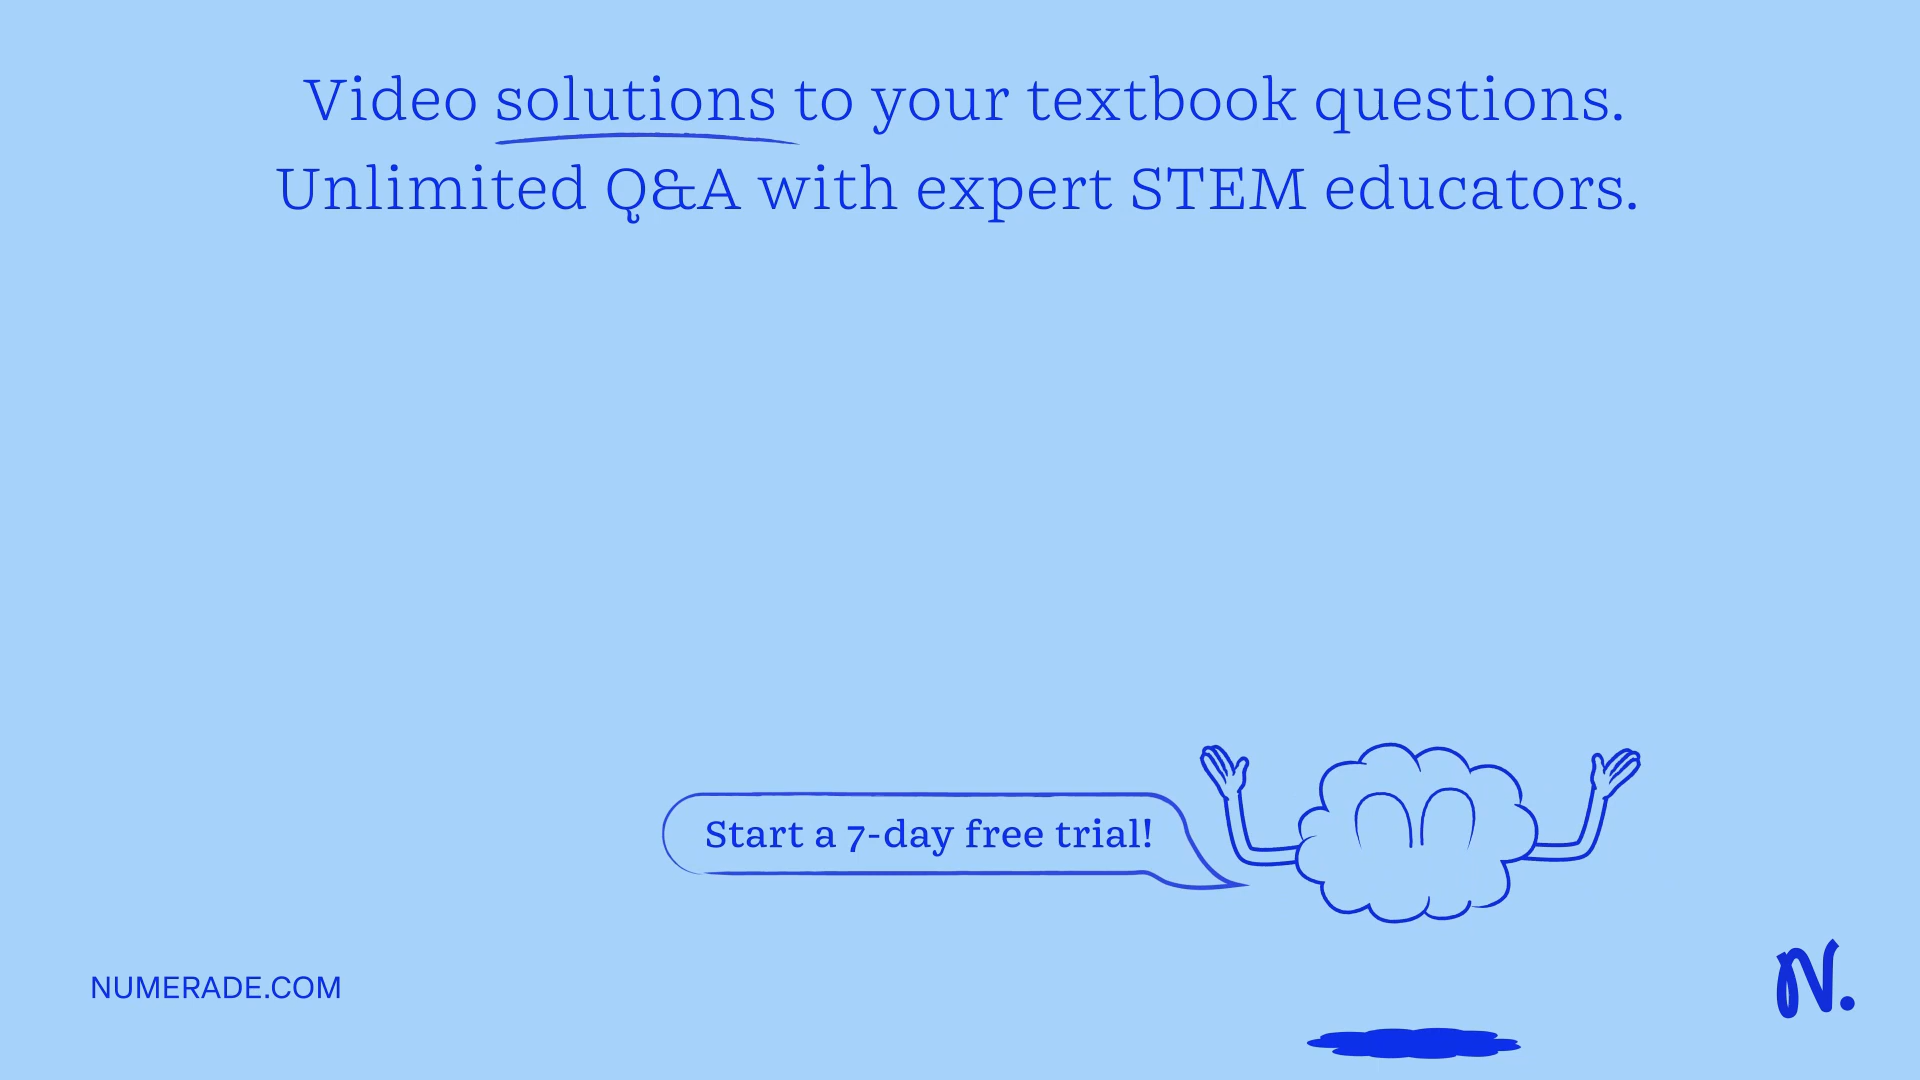 Video solutions to your textbook questions.
Unlimited Q&A with expert STEM educators.
Start a 7-day free trial!
NUMERADE.COM
N.